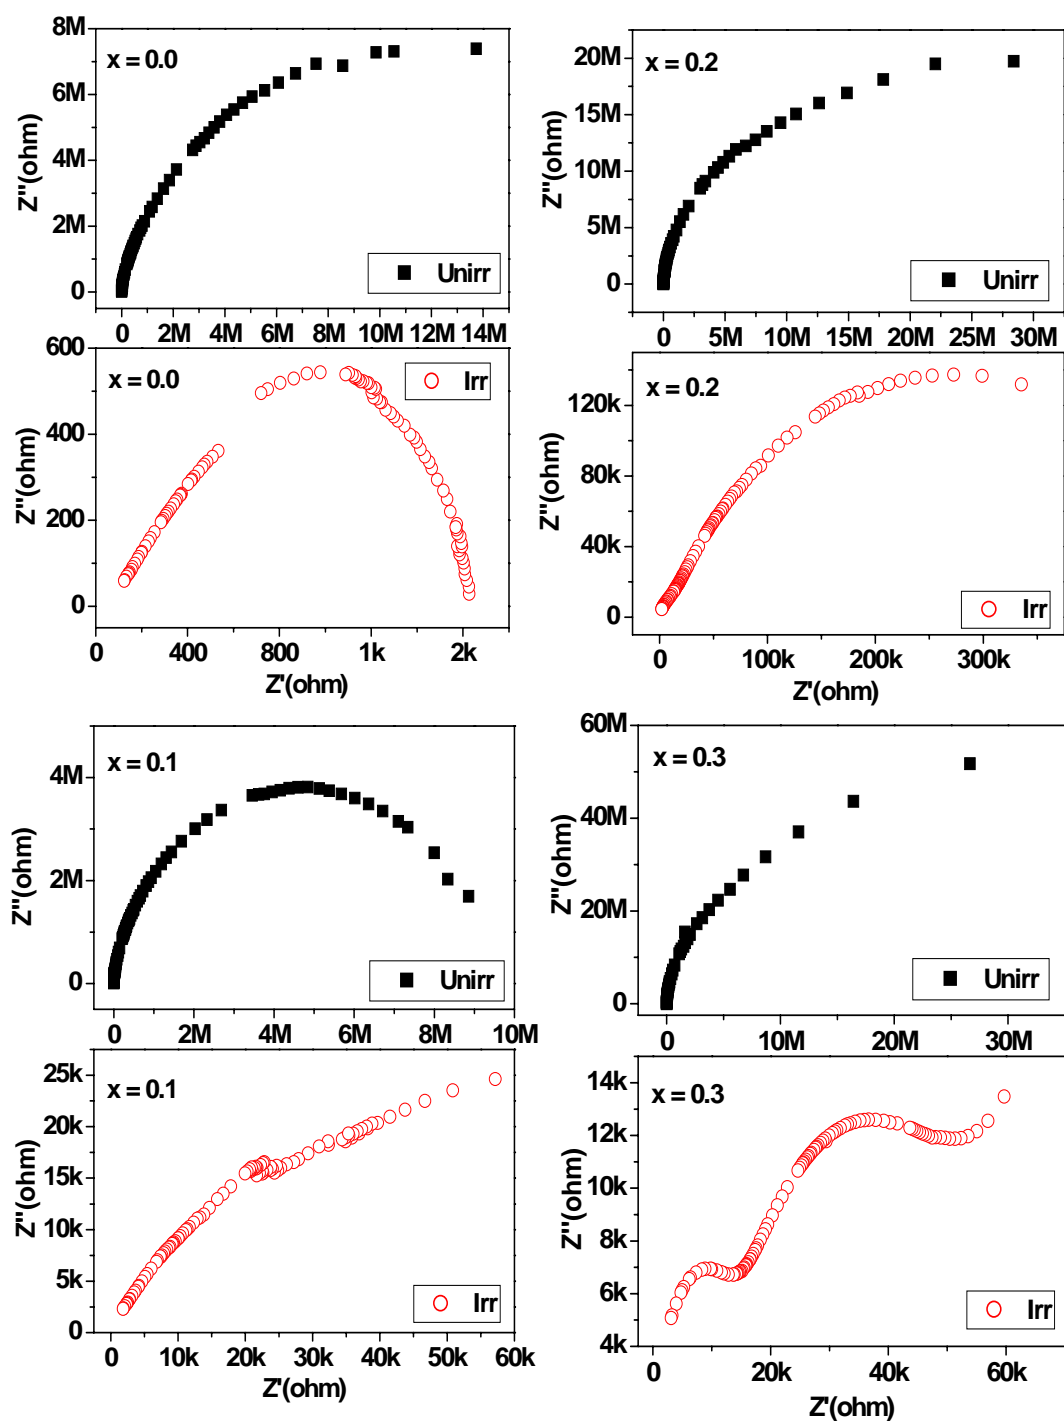 8M
6M
4M
2M
0
Z''(ohm)
x = 0.0
Unirr
0 2M 4M 6M 8M 10M 12M 14M
20M
15M
10M
5M
0
Z''(ohm)
x = 0.2
Unirr
0 5M 10M 15M 20M 25M 30M
600
400
200
0
Z''(ohm)
x = 0.0
Irr
0 400 800 1k 2k
Z'(ohm)
120k
80k
40k
0
Z''(ohm)
x = 0.2
Irr
0 100k 200k 300k
Z'(ohm)
4M
2M
0
Z''(ohm)
x = 0.1
Unirr
0 2M 4M 6M 8M 10M
60M
40M
20M
0
Z''(ohm)
x = 0.3
Unirr
0 10M 20M 30M
25k
20k
15k
10k
5k
0
Z''(ohm)
x = 0.1
Irr
0 10k 20k 30k 40k 50k 60k
Z'(ohm)
14k
12k
10k
8k
6k
4k
Z''(ohm)
x = 0.3
Irr
0 20k 40k 60k
Z'(ohm)